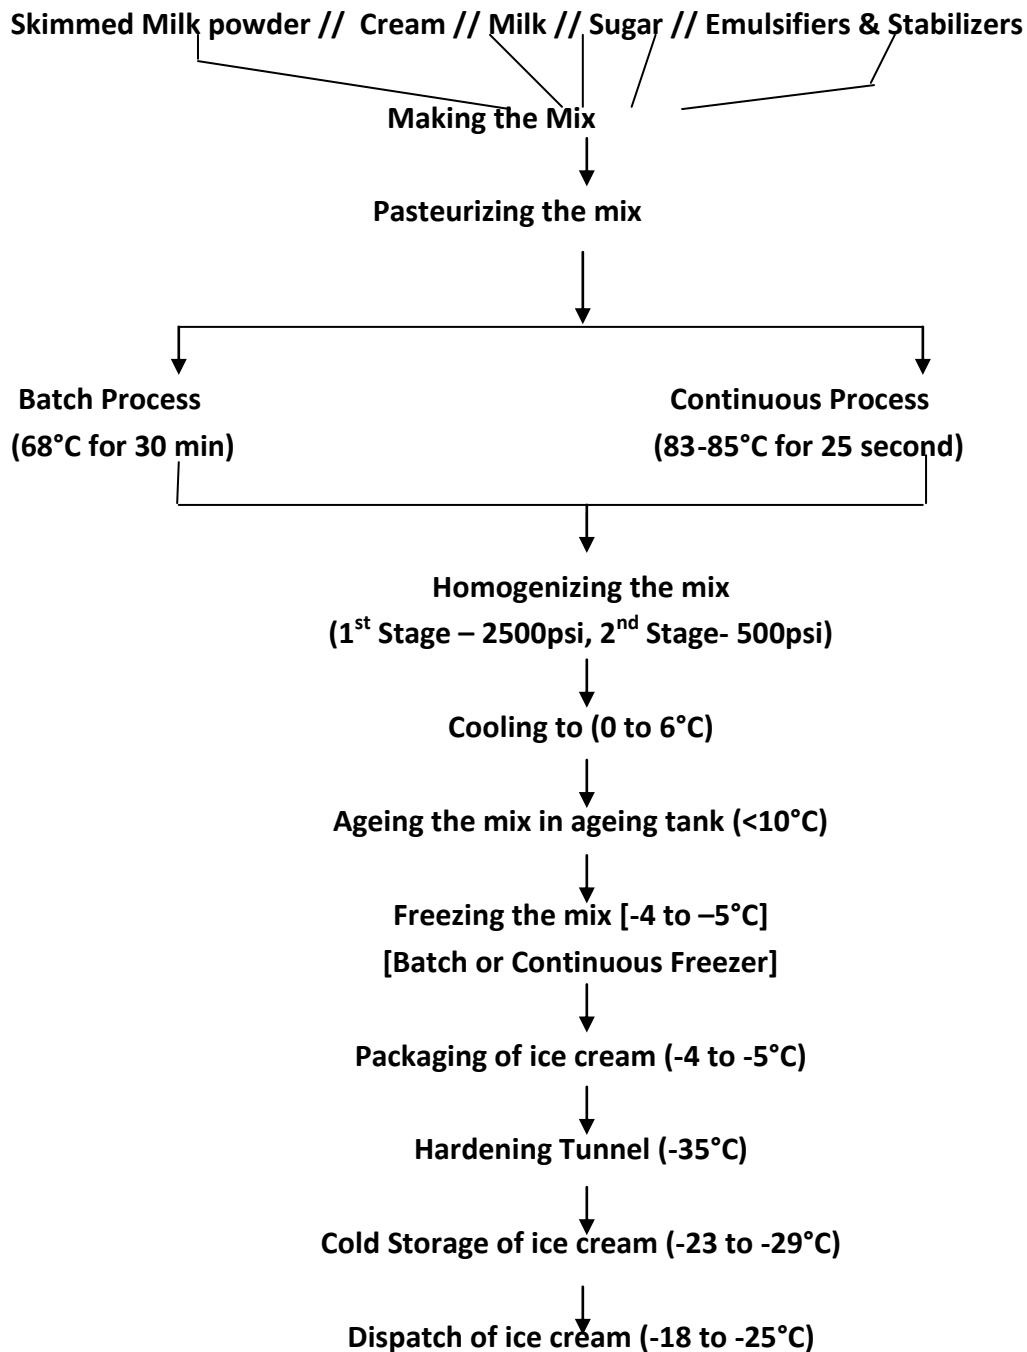 Skimmed Milk powder // Cream // Milk // Sugar // Emulsifiers & Stabilizers
Making the Mix
Pasteurizing the mix
Batch Process
(68°C for 30 min)
Continuous Process
(83-85°C for 25 second)
Homogenizing the mix
(1st Stage – 2500psi, 2nd Stage- 500psi)
Cooling to (0 to 6°C)
Ageing the mix in ageing tank (<10°C)
Freezing the mix [-4 to –5°C]
[Batch or Continuous Freezer]
Packaging of ice cream (-4 to -5°C)
Hardening Tunnel (-35°C)
Cold Storage of ice cream (-23 to -29°C)
Dispatch of ice cream (-18 to -25°C)